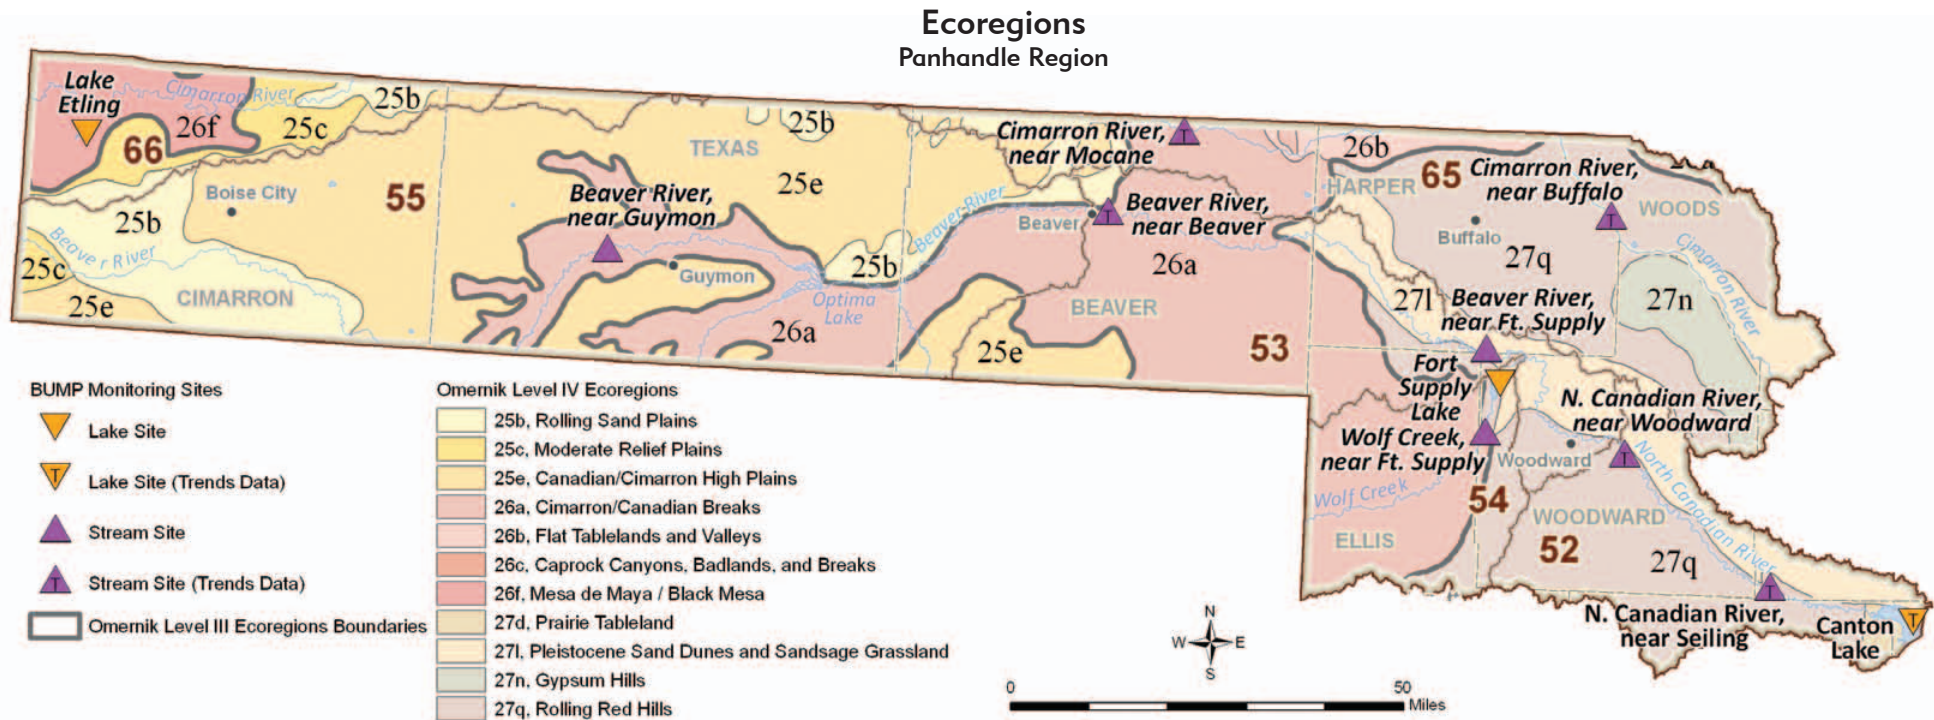 Ecoregions
Panhandle Region
Lake
Etling
Cimarron River
25b
26f
25c
66
25b
TEXAS
25e
Cimarron River,
near Mocane
T
26b
HARPER
65
Cimarron River,
near Buffalo
T
WOODS
Boise City
55
Beaver River,
near Guymon
Beaver River
Beaver
T
Beaver River,
near Beaver
Buffalo
27q
Cimarron River
25b
Beaver River
25c
25e
CIMARRON
Guymon
Optima
Lake
25b
26a
26a
BEAVER
25e
53
27l
Beaver River,
near Ft. Supply
27n
Fort
Supply
Lake
N. Canadian River,
near Woodward
Wolf Creek,
near Ft. Supply
Woodward
T
North Canadian River
Wolf Creek
54
WOODWARD
ELLIS
52
27q
T
N. Canadian River,
near Seiling
Canton
Lake
T
BUMP Monitoring Sites
Lake Site
T
Lake Site (Trends Data)
Stream Site
T
Stream Site (Trends Data)
Omernik Level III Ecoregions Boundaries
Omernik Level IV Ecoregions
25b, Rolling Sand Plains
25c, Moderate Relief Plains
25e, Canadian/Cimarron High Plains
26a, Cimarron/Canadian Breaks
26b, Flat Tablelands and Valleys
26c, Caprock Canyons, Badlands, and Breaks
26f, Mesa de Maya / Black Mesa
27d, Prairie Tableland
27l, Pleistocene Sand Dunes and Sandsage Grassland
27n, Gypsum Hills
27q, Rolling Red Hills
N
W E
S
0 50
Miles